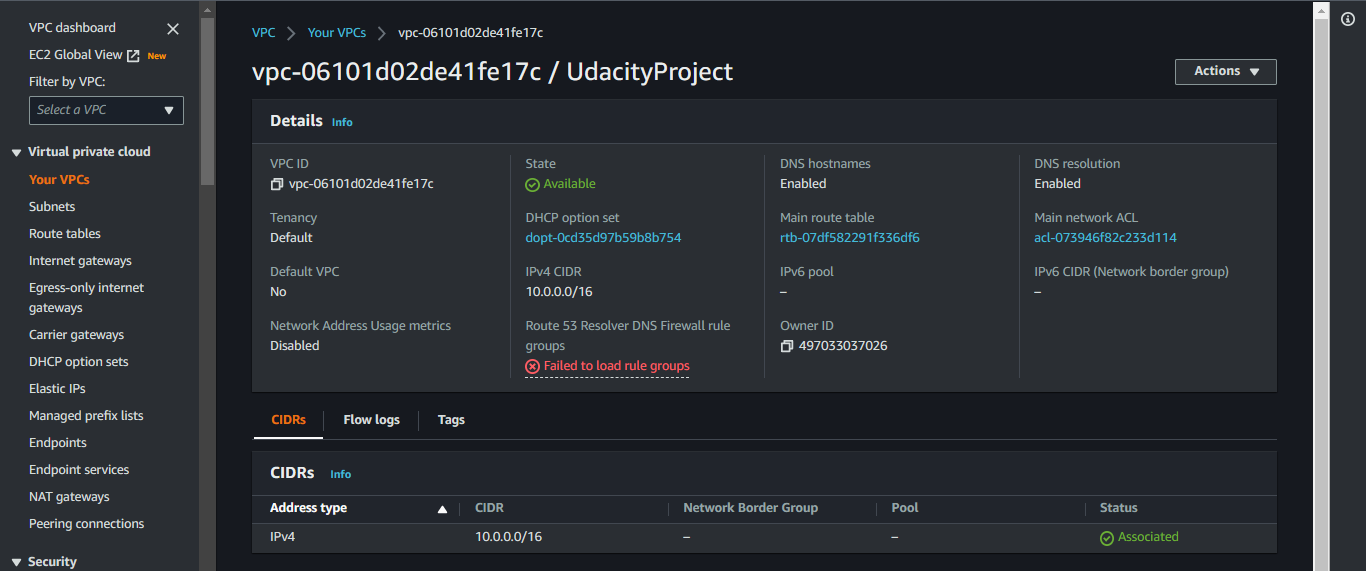 VPC dashboard
EC2 Global View New
Filter by VPC:
Select a VPC
Virtual private cloud
Your VPCs
Subnets
Route tables
Internet gateways
Egress-only internet
gateways
Carrier gateways
DHCP option sets
Elastic IPs
Managed prefix lists
Endpoints
Endpoint services
NAT gateways
Peering connections
Security
VPC Your VPCs vpc-06101d02de41fe17c
vpc-06101d02de41fe17c / UdacityProject
Actions
Details Info
VPC ID
vpc-06101d02de41fe17c
State
Available
DNS hostnames
Enabled
DNS resolution
Enabled
Tenancy
Default
DHCP option set
dopt-0cd35d97b59b8b754
Main route table
rtb-07df582291f336df6
Main network ACL
acl-073946f82c233d114
Default VPC
No
IPv4 CIDR
10.0.0.0/16
IPv6 pool
–
IPv6 CIDR (Network border group)
–
Network Address Usage metrics
Disabled
Route 53 Resolver DNS Firewall rule
groups
Failed to load rule groups
Owner ID
497033037026
CIDRs Flow logs Tags
CIDRs Info
Address type CIDR Network Border Group Pool Status
IPv4 10.0.0.0/16 – – Associated